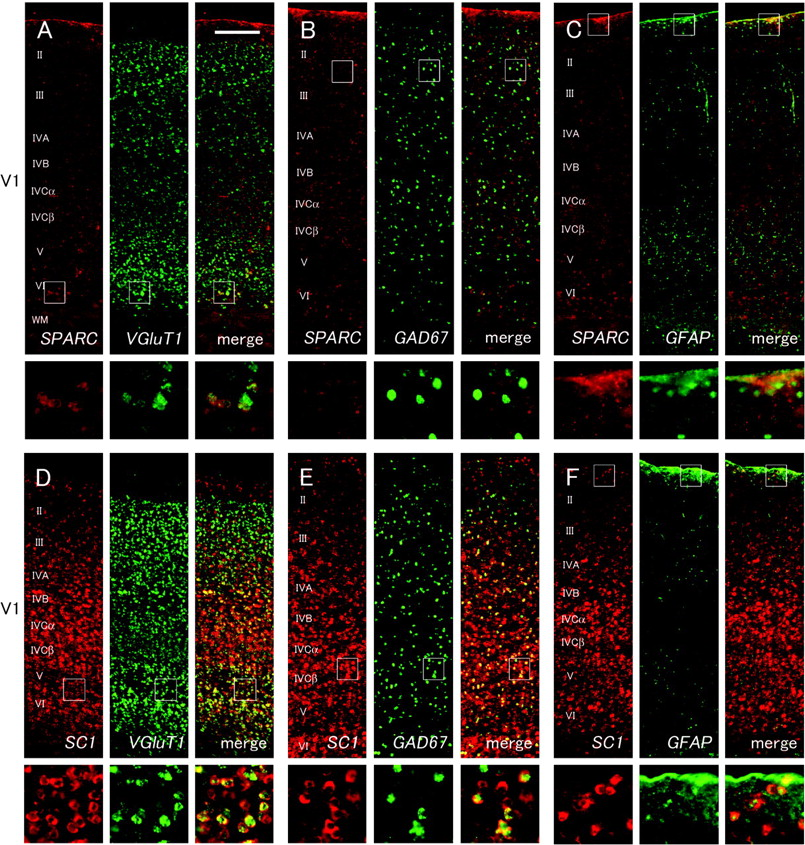 A
B
C
II
III
IVA
IVB
IVCα
IVCβ
V
VI
WM
SPARC
VGluT1
merge
II
III
IVA
IVB
IVCα
IVCβ
V
VI
SPARC
GAD67
merge
II
III
IVA
IVB
IVCα
IVCβ
V
VI
SPARC
GFAP
merge
V1
D
E
F
II
III
IVA
IVB
IVCα
IVCβ
V
VI
SC1
VGluT1
merge
II
III
IVA
IVB
IVCα
IVCβ
V
VI
SC1
GAD67
merge
II
III
IVA
IVB
IVCα
IVCβ
V
VI
SC1
GFAP
merge
V1